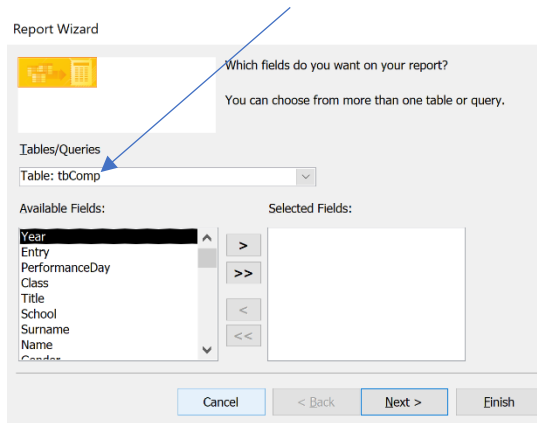 Report Wizard
Which fields do you want on your report?
You can choose from more than one table or query.
Tables/Queries
Table: tbComp
Available Fields:
Selected Fields:
Year
Entry
PerformanceDay
Class
Title
School
Surname
Name
Gender
>
>>
<
<<
Cancel
< Back
Next >
Finish